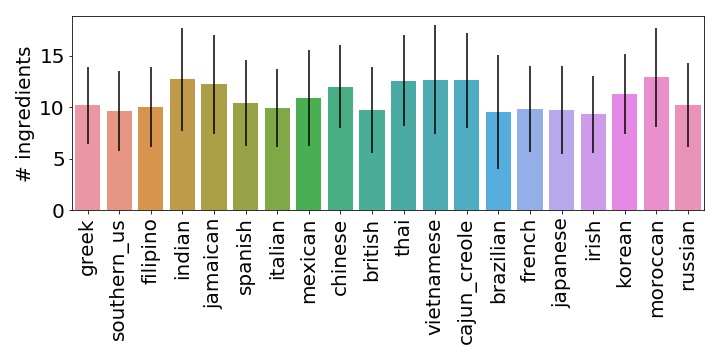 # ingredients
15
10
5
0
greek
southern_us
filipino
indian
jamaican
spanish
italian
mexican
chinese
british
thai
vietnamese
cajun_creole
brazilian
french
japanese
irish
korean
moroccan
russian